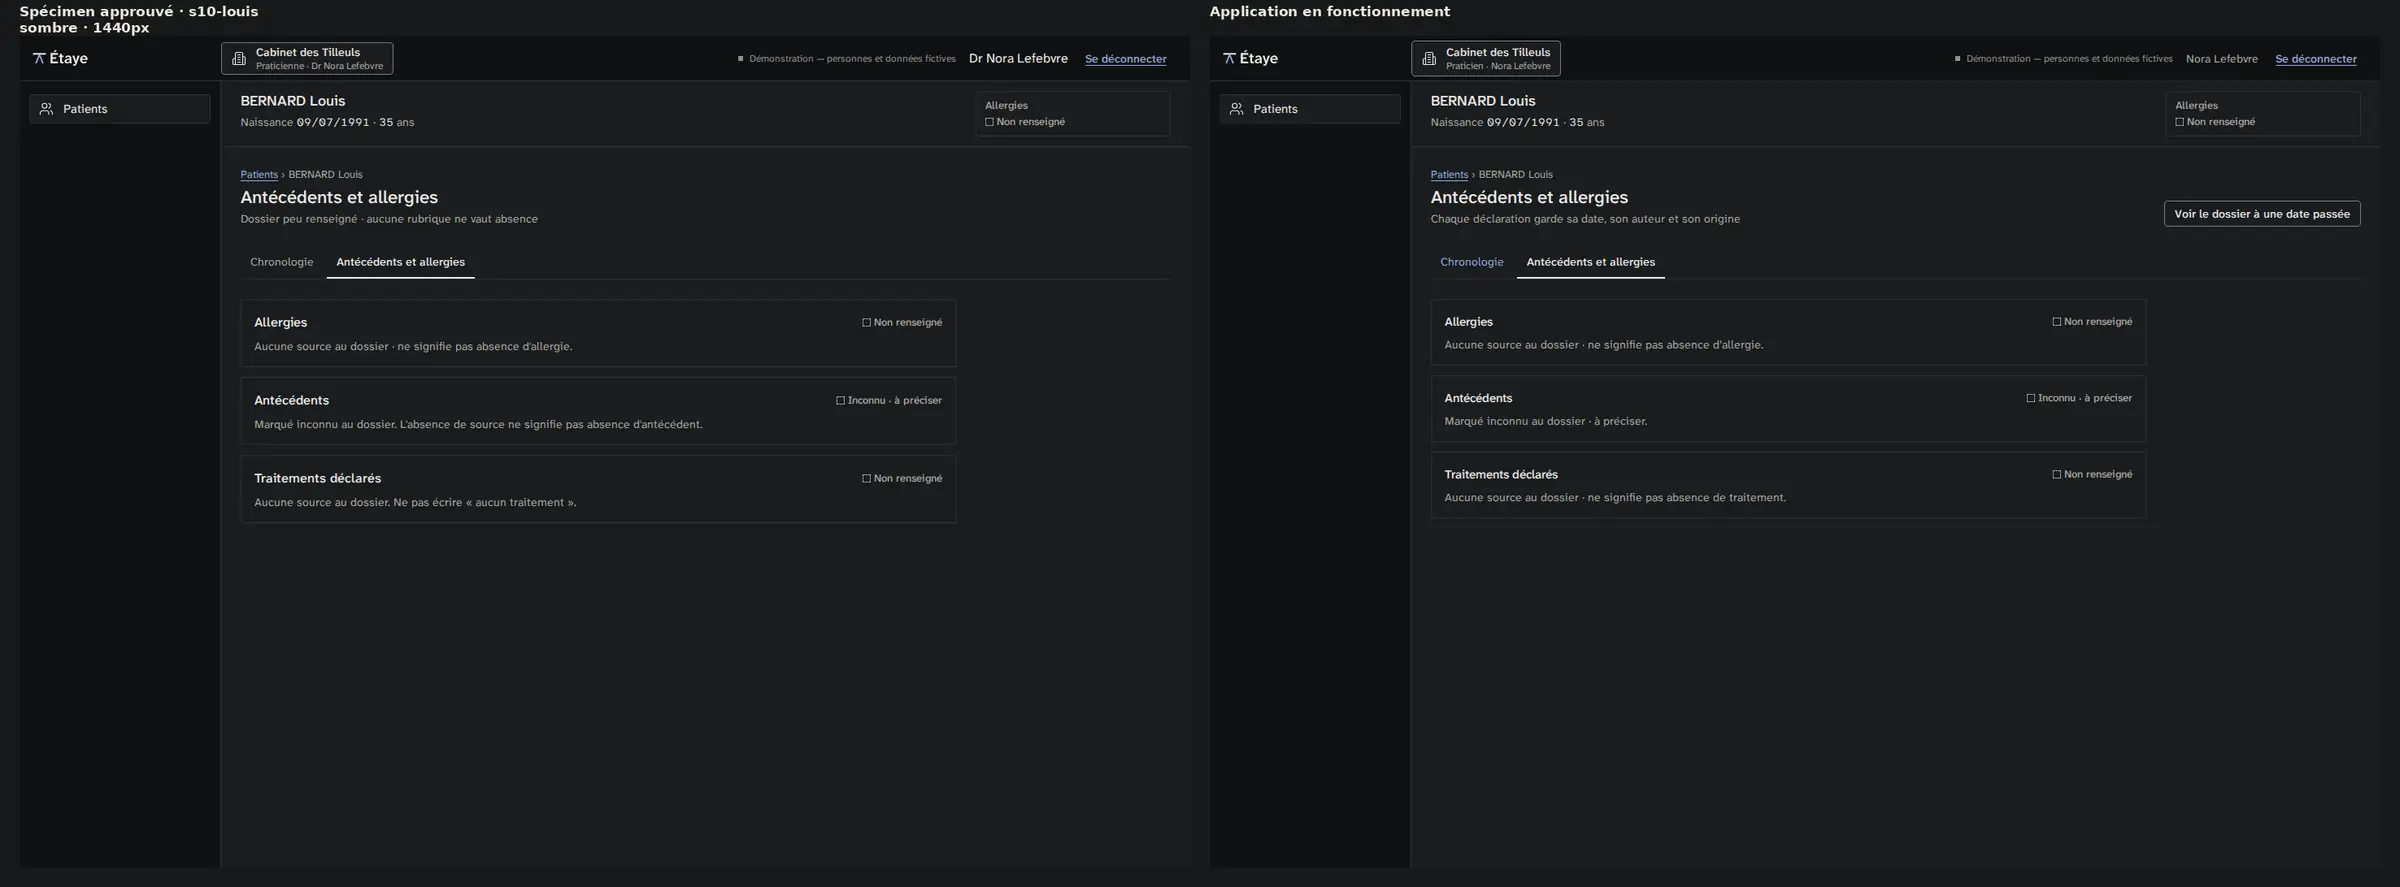 Spécimen approuvé · s10-louis
sombre · 1440px
Étaye
Cabinet des Tilleuls
Praticienne · Dr Nora Lefebvre
Démonstration — personnes et données fictives
Dr Nora Lefebvre
Se déconnecter
Patients
BERNARD Louis
Naissance 09/07/1991 · 35 ans
Allergies
Non renseigné
Patients › BERNARD Louis
Antécédents et allergies
Dossier peu renseigné · aucune rubrique ne vaut absence
Chronologie
Antécédents et allergies
Allergies
Non renseigné
Aucune source au dossier · ne signifie pas absence d'allergie.
Antécédents
Inconnu · à préciser
Marqué inconnu au dossier. L'absence de source ne signifie pas absence d'antécédent.
Traitements déclarés
Non renseigné
Aucune source au dossier. Ne pas écrire « aucun traitement ».
Application en fonctionnement
Étaye
Cabinet des Tilleuls
Praticien · Nora Lefebvre
Démonstration — personnes et données fictives
Nora Lefebvre
Se déconnecter
Patients
BERNARD Louis
Naissance 09/07/1991 · 35 ans
Allergies
Non renseigné
Patients › BERNARD Louis
Antécédents et allergies
Chaque déclaration garde sa date, son auteur et son origine
Voir le dossier à une date passée
Chronologie
Antécédents et allergies
Allergies
Non renseigné
Aucune source au dossier · ne signifie pas absence d'allergie.
Antécédents
Inconnu · à préciser
Marqué inconnu au dossier · à préciser.
Traitements déclarés
Non renseigné
Aucune source au dossier · ne signifie pas absence de traitement.